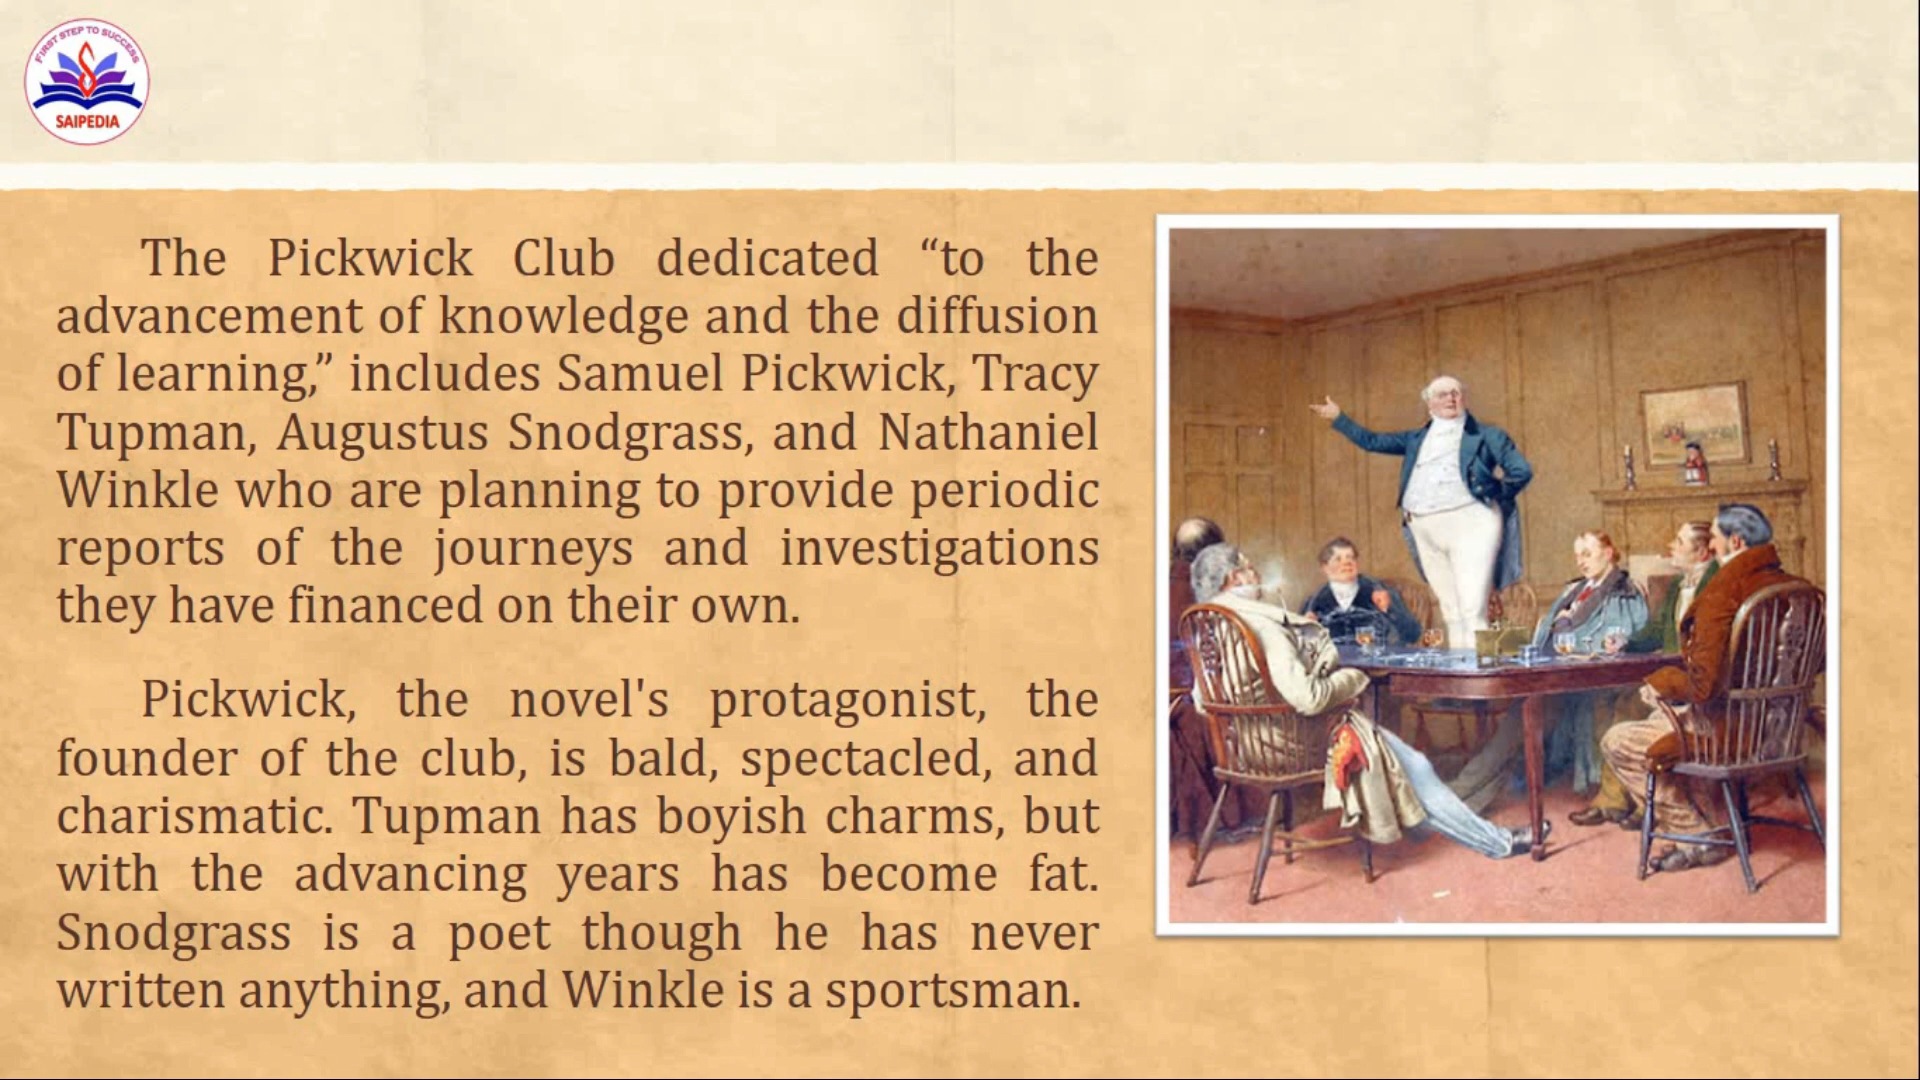 FIRST STEP TO SUCCESS
SAIPEDIA
The Pickwick Club dedicated “to the
advancement of knowledge and the diffusion
of learning,” includes Samuel Pickwick, Tracy
Tupman, Augustus Snodgrass, and Nathaniel
Winkle who are planning to provide periodic
reports of the journeys and investigations
they have financed on their own.
Pickwick, the novel's protagonist, the
founder of the club, is bald, spectacled, and
charismatic. Tupman has boyish charms, but
with the advancing years has become fat.
Snodgrass is a poet though he has never
written anything, and Winkle is a sportsman.